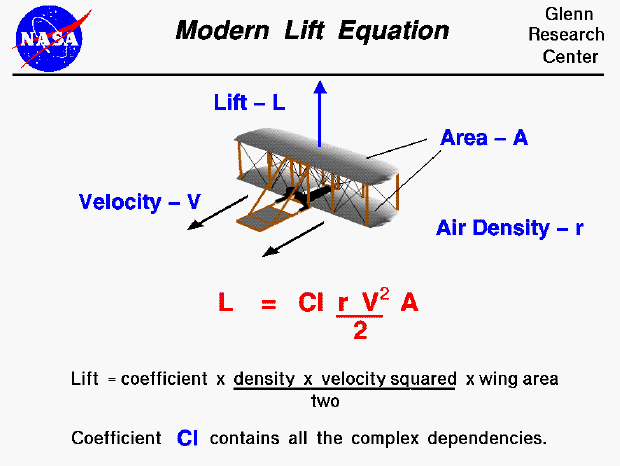 NASA
Modern Lift Equation
Glenn
Research
Center
Lift – L
Area – A
Velocity – V
Air Density – r
L = Cl r V² A
2
Lift = coefficient x density x velocity squared x wing area
two
Coefficient Cl contains all the complex dependencies.